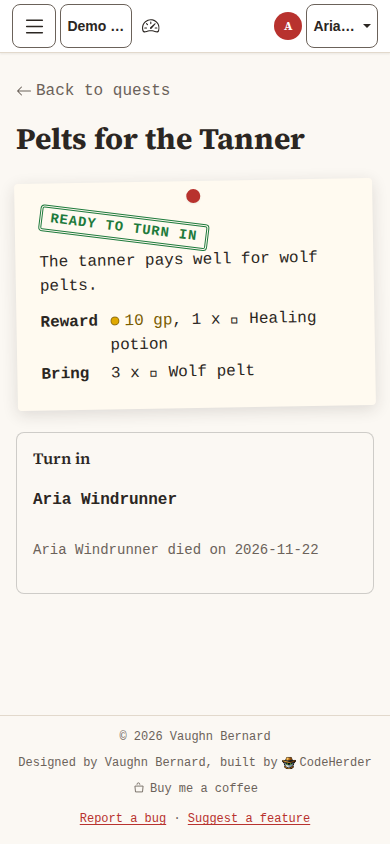 Demo ...
A
Aria...
Back to quests
Pelts for the Tanner
READY TO TURN IN
The tanner pays well for wolf
pelts.
Reward 10 gp, 1 x Healing
potion
Bring 3 x Wolf pelt
Turn in
Aria Windrunner
Aria Windrunner died on 2026-11-22
© 2026 Vaughn Bernard
Designed by Vaughn Bernard, built by CodeHerder
Buy me a coffee
Report a bug · Suggest a feature